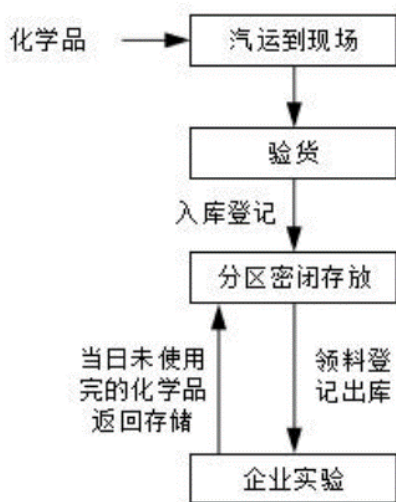 化学品
汽运到现场
验货
入库登记
分区密闭存放
当日未使用
完的化学品
返回存储
领料登
记出库
企业实验